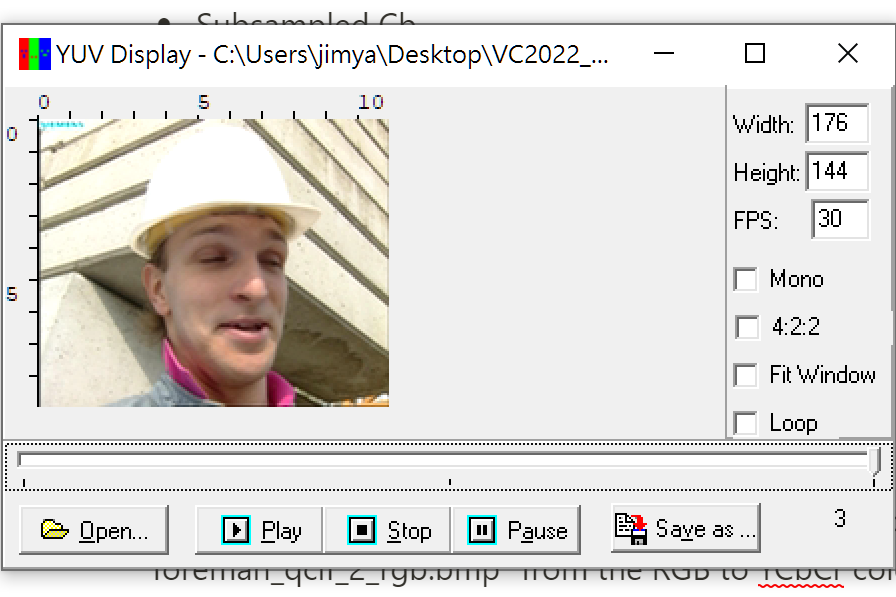 Subsampled Cb
YUV Display - C:\Users\jimya\Desktop\VC2022_...
0 5 10
0
5
Width: 176
Height: 144
FPS: 30
Mono
4:2:2
Fit Window
Loop
Open... Play Stop Pause Save as ... 3
foreman_qcif_2_rgb.bmp" from the RGB to YCbCr col